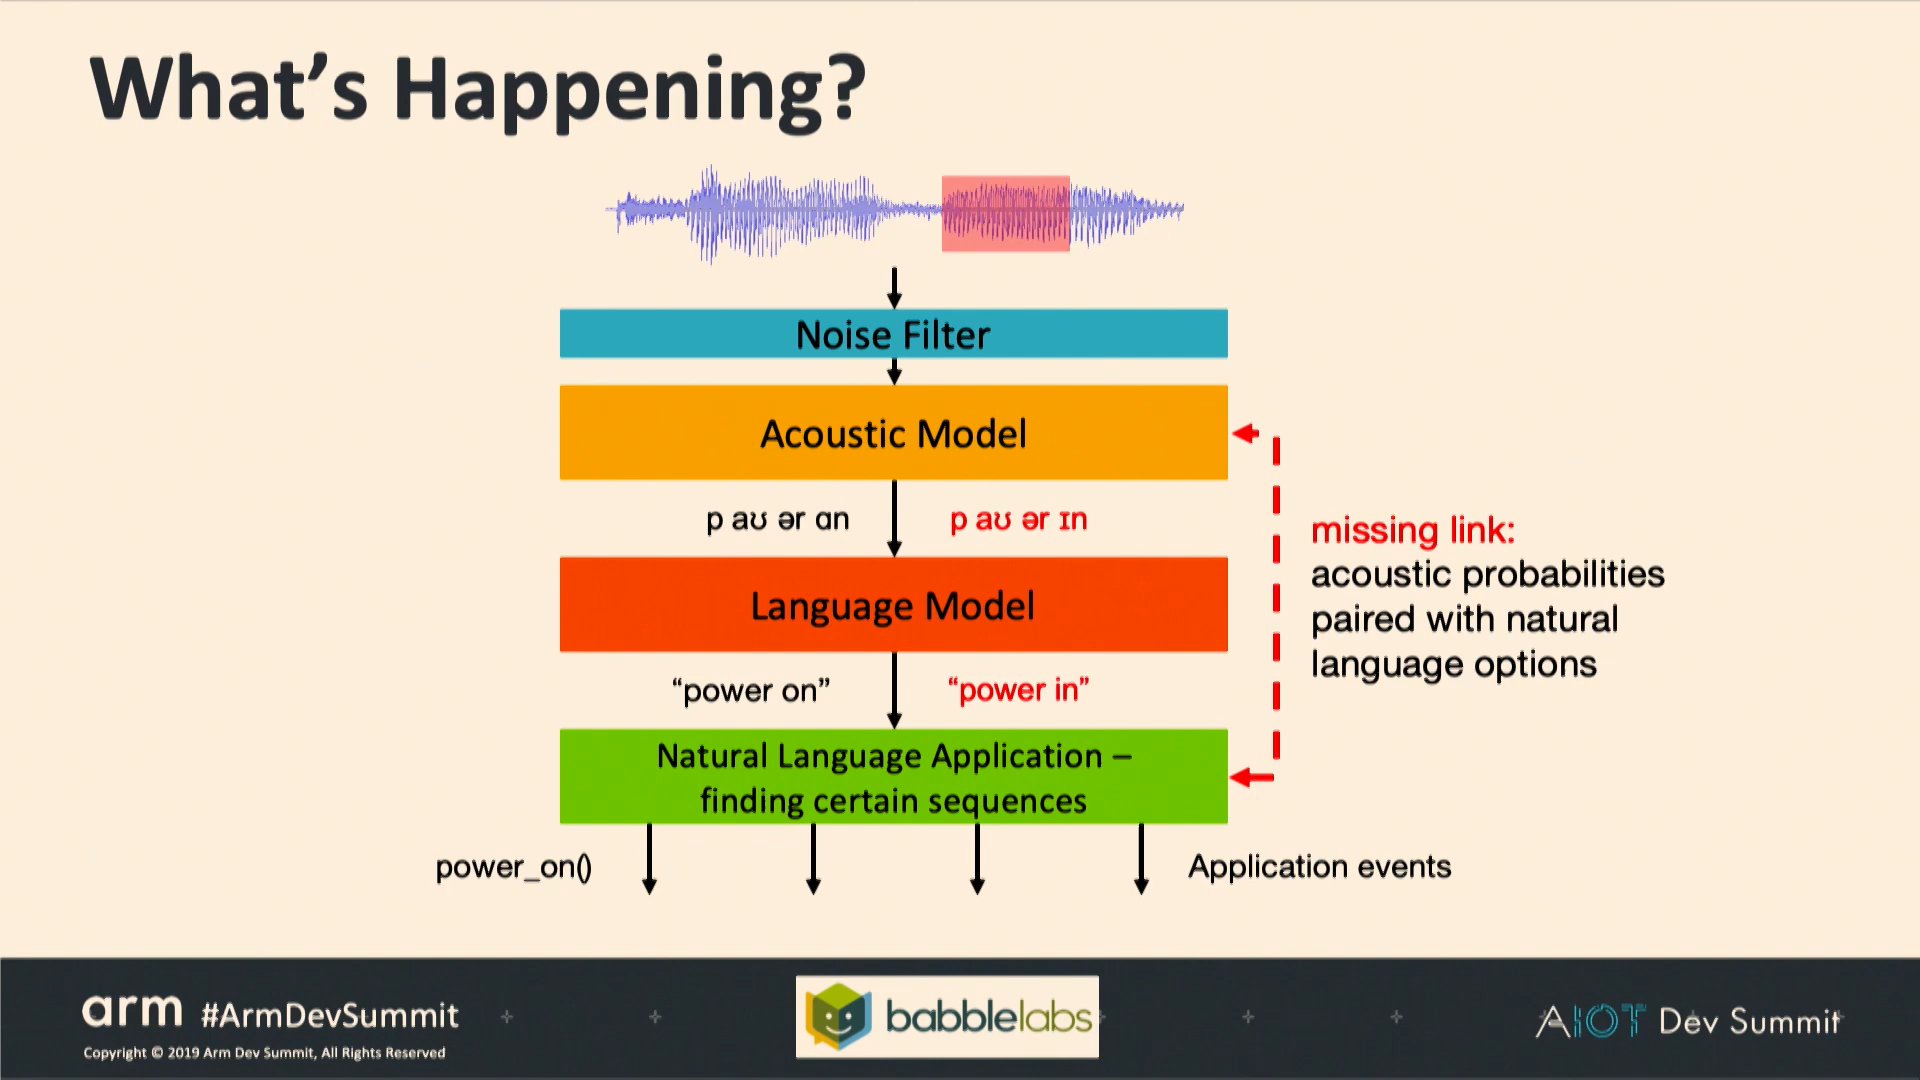 What's Happening?
Noise Filter
Acoustic Model
p aʊ ər ɑn
p aʊ ər ɪn
missing link:
acoustic probabilities
paired with natural
language options
Language Model
“power on”
“power in”
Natural Language Application –
finding certain sequences
power_on()
Application events
arm #ArmDevSummit
Copyright © 2019 Arm Dev Summit, All Rights Reserved
babblelabs
AIOT Dev Summit